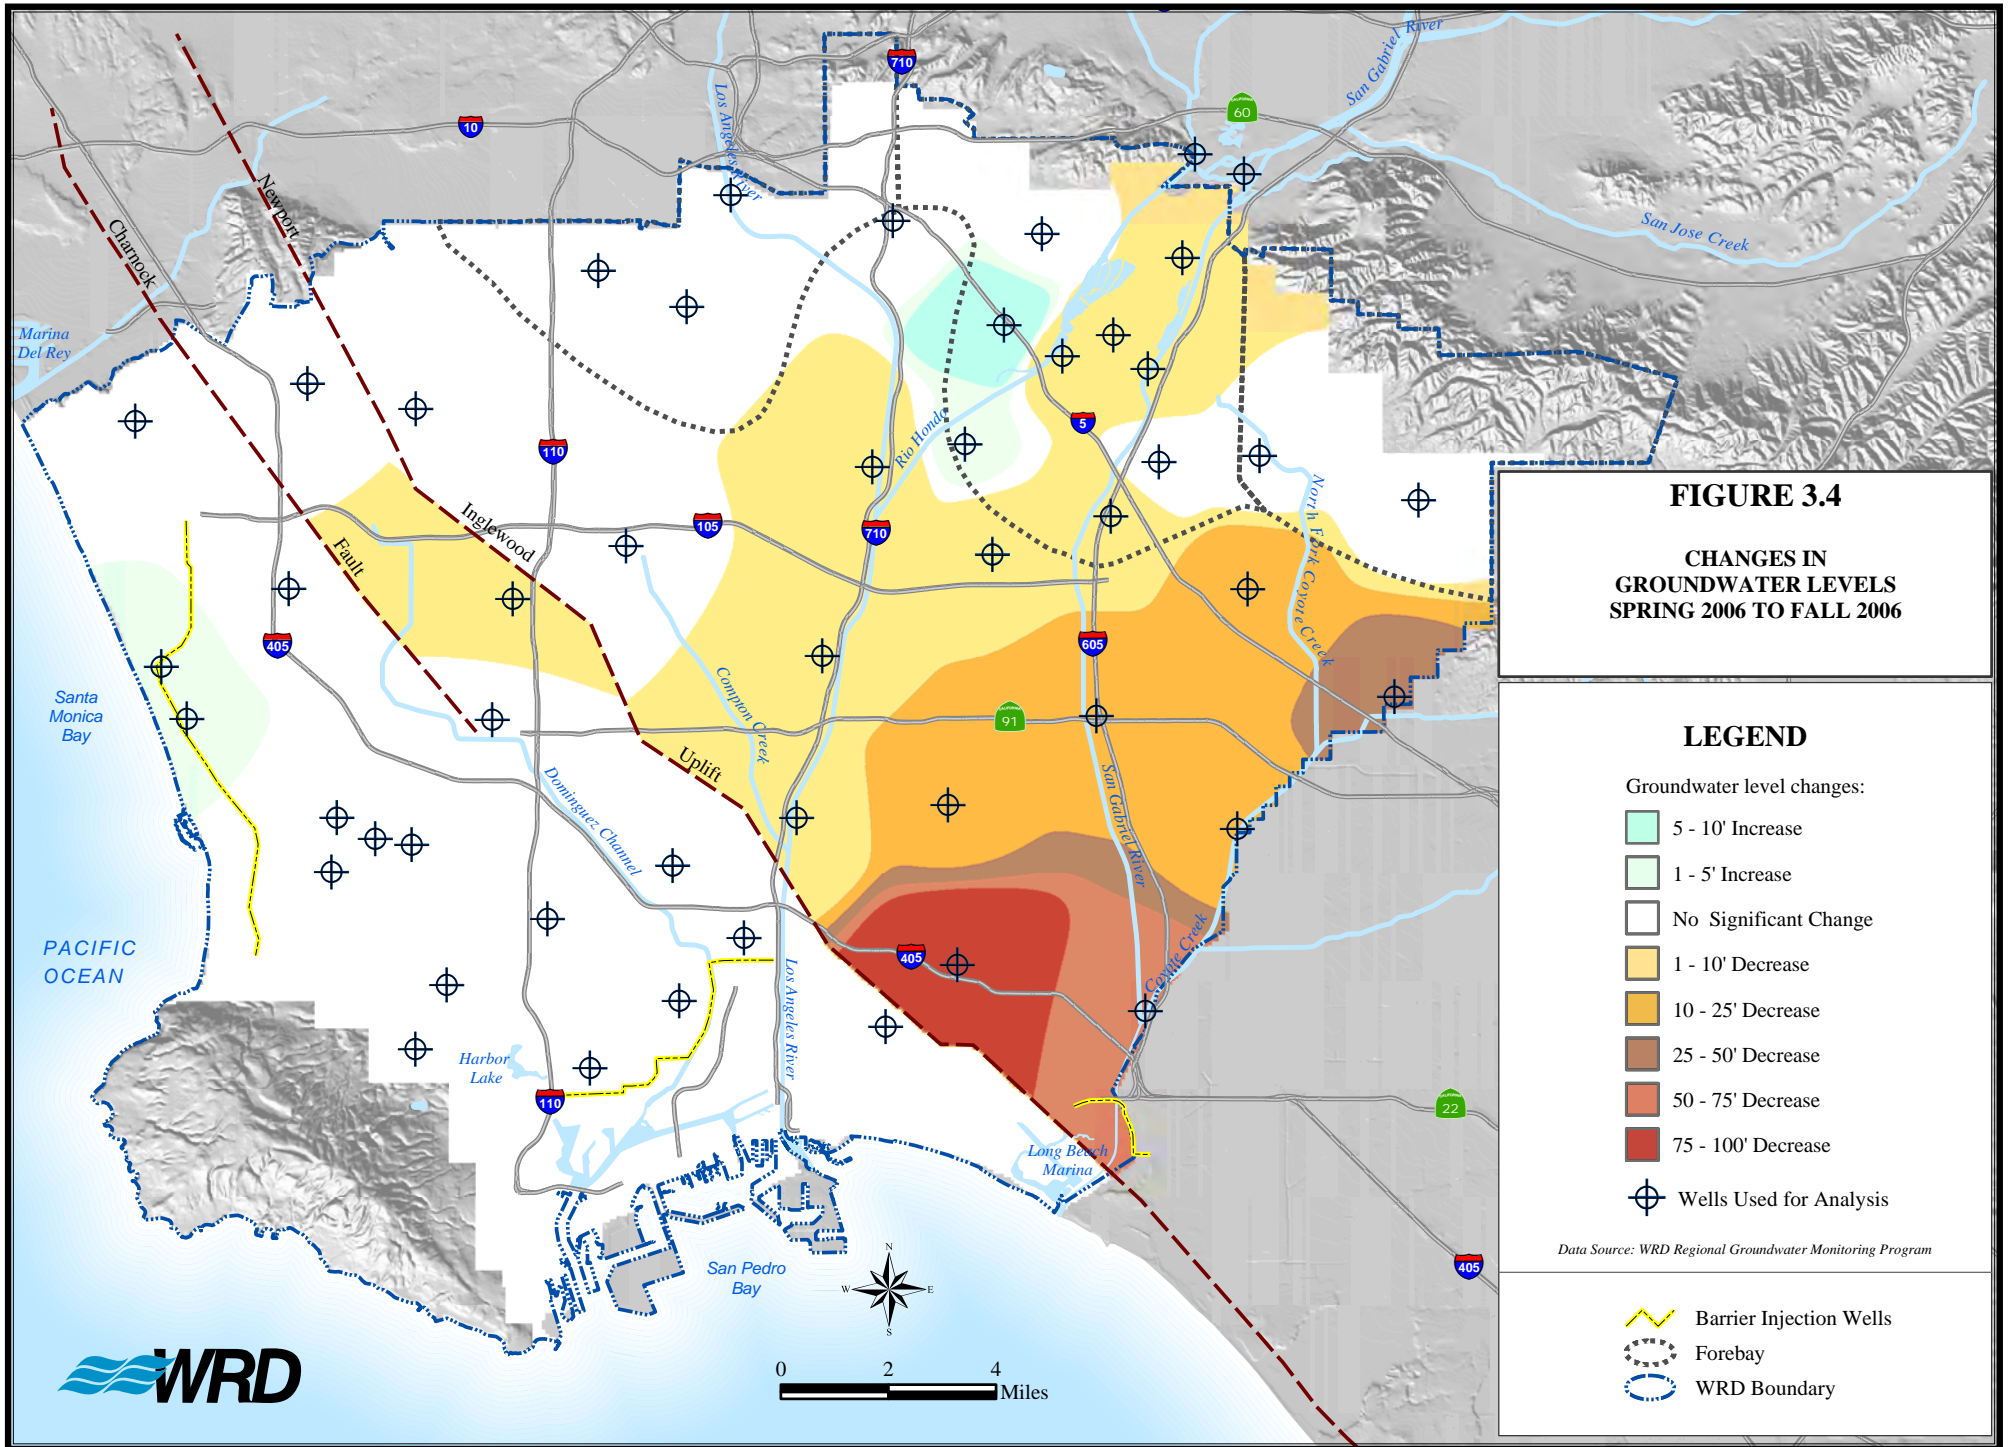 710
Los Angeles River
San Gabriel River
60
10
Newport
Charnock
San Jose Creek
Marina
Del Rey
5
110
Rio Hondo
Inglewood
105
710
North Fork Coyote Creek
Fault
405
605
Santa
Monica
Bay
Compton Creek
91
Uplift
Dominguez Channel
San Gabriel River
PACIFIC
OCEAN
405
Coyote Creek
Los Angeles River
Harbor
Lake
110
22
Long Beach
Marina
San Pedro
Bay
405
N
W
E
S
0 2 4
Miles
WRD
FIGURE 3.4
CHANGES IN
GROUNDWATER LEVELS
SPRING 2006 TO FALL 2006
LEGEND
Groundwater level changes:
5 - 10' Increase
1 - 5' Increase
No Significant Change
1 - 10' Decrease
10 - 25' Decrease
25 - 50' Decrease
50 - 75' Decrease
75 - 100' Decrease
Wells Used for Analysis
Data Source: WRD Regional Groundwater Monitoring Program
Barrier Injection Wells
Forebay
WRD Boundary